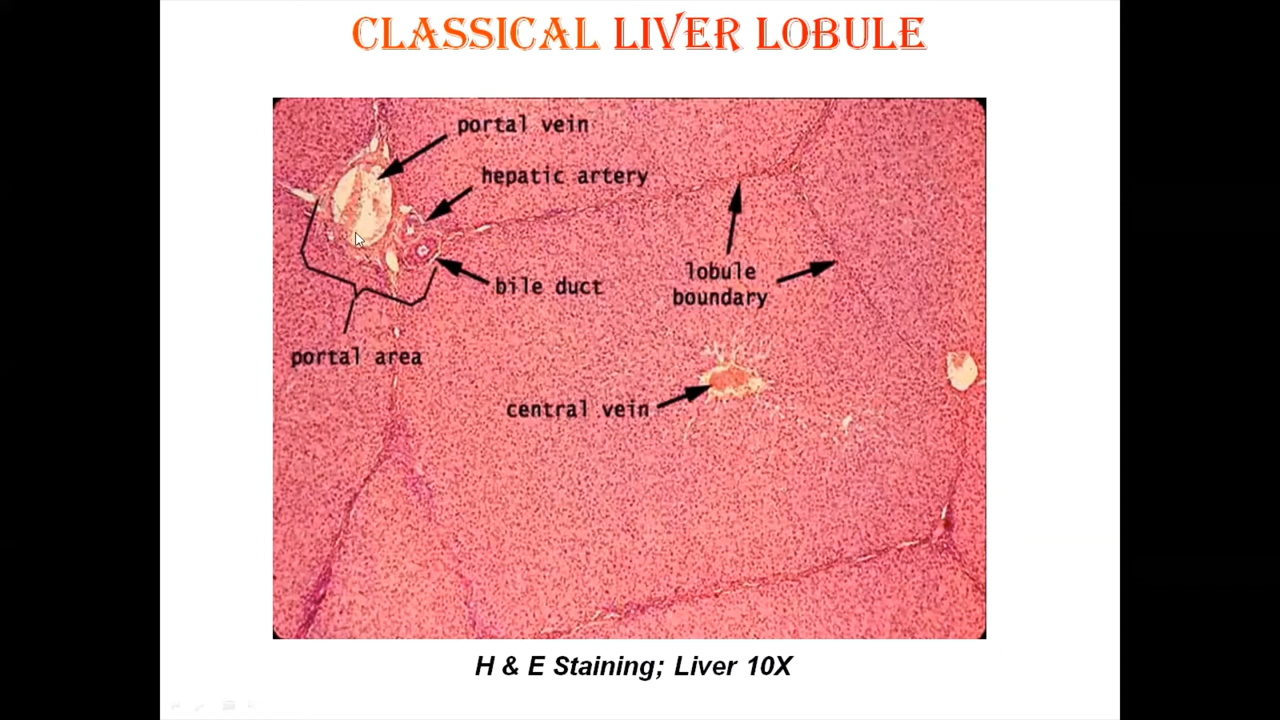 CLASSICAL LIVER LOBULE
portal vein
hepatic artery
bile duct
lobule
boundary
portal area
central vein
H & E Staining; Liver 10X